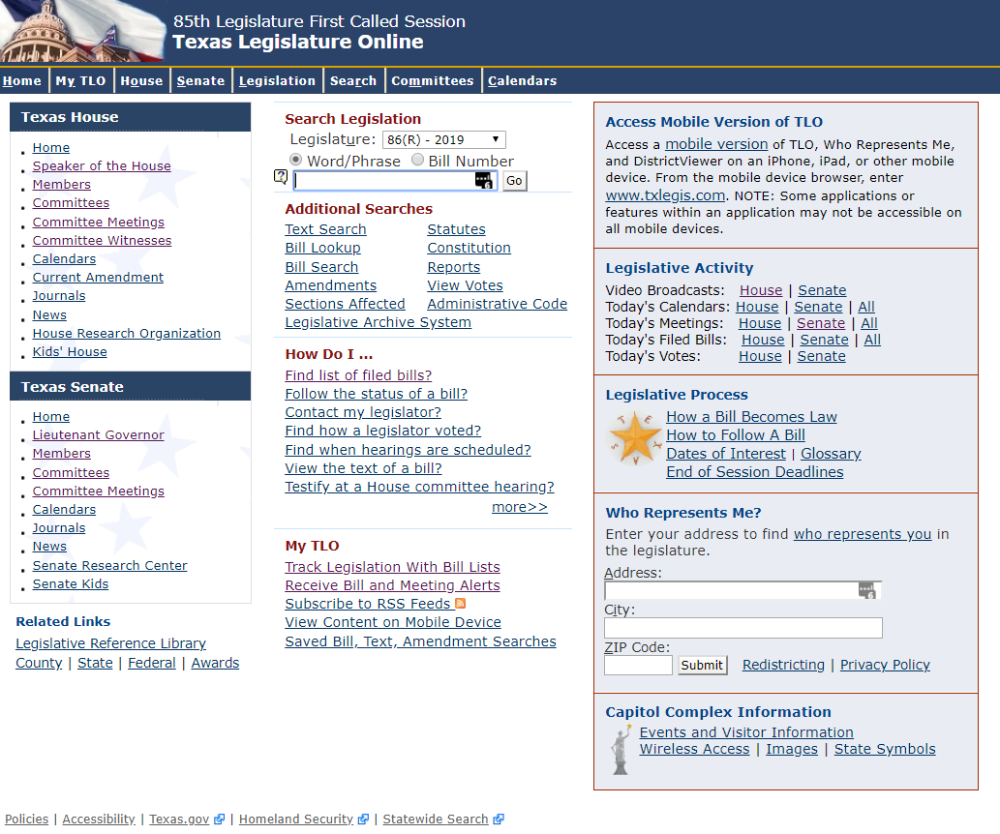 85th Legislature First Called Session
Texas Legislature Online
Home My TLO House Senate Legislation Search Committees Calendars
Texas House
Home
Speaker of the House
Members
Committees
Committee Meetings
Committee Witnesses
Calendars
Current Amendment
Journals
News
House Research Organization
Kids' House
Texas Senate
Home
Lieutenant Governor
Members
Committees
Committee Meetings
Calendars
Journals
News
Senate Research Center
Senate Kids
Related Links
Legislative Reference Library
County | State | Federal | Awards
Search Legislation
Legislature: 86(R) - 2019
Word/Phrase Bill Number
? Go
Additional Searches
Text Search Statutes
Bill Lookup Constitution
Bill Search Reports
Amendments View Votes
Sections Affected Administrative Code
Legislative Archive System
How Do I ...
Find list of filed bills?
Follow the status of a bill?
Contact my legislator?
Find how a legislator voted?
Find when hearings are scheduled?
View the text of a bill?
Testify at a House committee hearing?
more>>
My TLO
Track Legislation With Bill Lists
Receive Bill and Meeting Alerts
Subscribe to RSS Feeds
View Content on Mobile Device
Saved Bill, Text, Amendment Searches
Access Mobile Version of TLO
Access a mobile version of TLO, Who Represents Me,
and DistrictViewer on an iPhone, iPad, or other mobile
device. From the mobile device browser, enter
www.txlegis.com. NOTE: Some applications or
features within an application may not be accessible on
all mobile devices.
Legislative Activity
Video Broadcasts: House | Senate
Today's Calendars: House | Senate | All
Today's Meetings: House | Senate | All
Today's Filed Bills: House | Senate | All
Today's Votes: House | Senate
Legislative Process
TEXAS
How a Bill Becomes Law
How to Follow A Bill
Dates of Interest | Glossary
End of Session Deadlines
Who Represents Me?
Enter your address to find who represents you in
the legislature.
Address:
City:
ZIP Code:
Submit Redistricting | Privacy Policy
Capitol Complex Information
Events and Visitor Information
Wireless Access | Images | State Symbols
Policies | Accessibility | Texas.gov | Homeland Security | Statewide Search